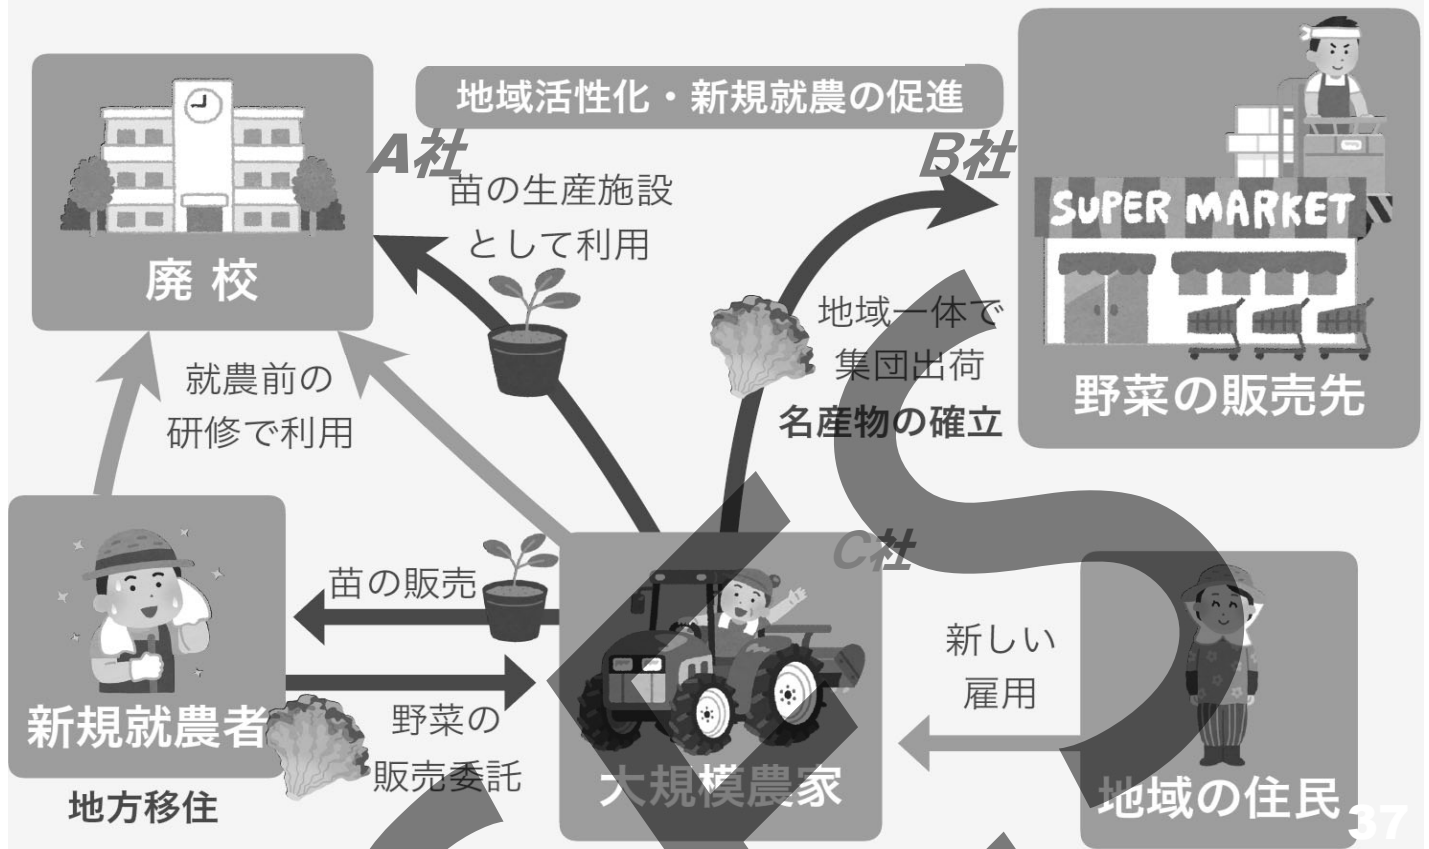 地域活性化・新規就農の促進
A社
B社
苗の生産施設
として利用
SUPER MARKET
廃校
地域一体で
集団出荷
名産物の確立
野菜の販売先
就農前の
研修で利用
C社
苗の販売
新しい
雇用
新規就農者
野菜の
販売委託
地方移住
大規模農家
地域の住民
37